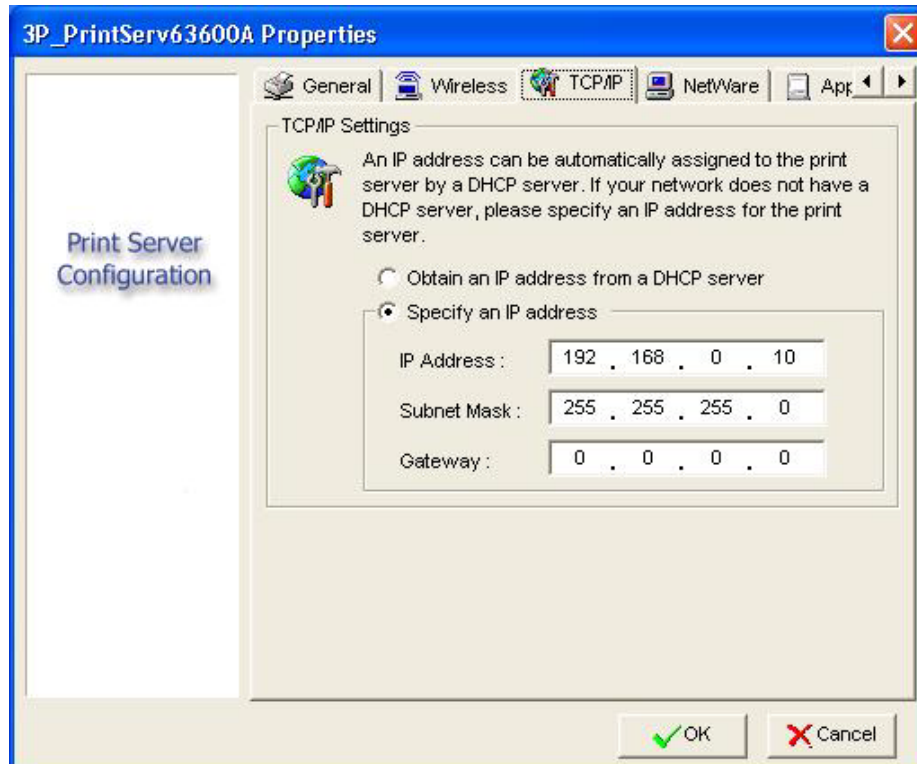 3P_PrintServ63600A Properties
General Wireless TCP/IP NetWare
TCP/IP Settings
An IP address can be automatically assigned to the print
server by a DHCP server. If your network does not have a
DHCP server, please specify an IP address for the print
server.
Print Server
Configuration
Obtain an IP address from a DHCP server
Specify an IP address
IP Address : 192 . 168 . 0 . 10
Subnet Mask : 255 . 255 . 255 . 0
Gateway : 0 . 0 . 0 . 0
OK Cancel